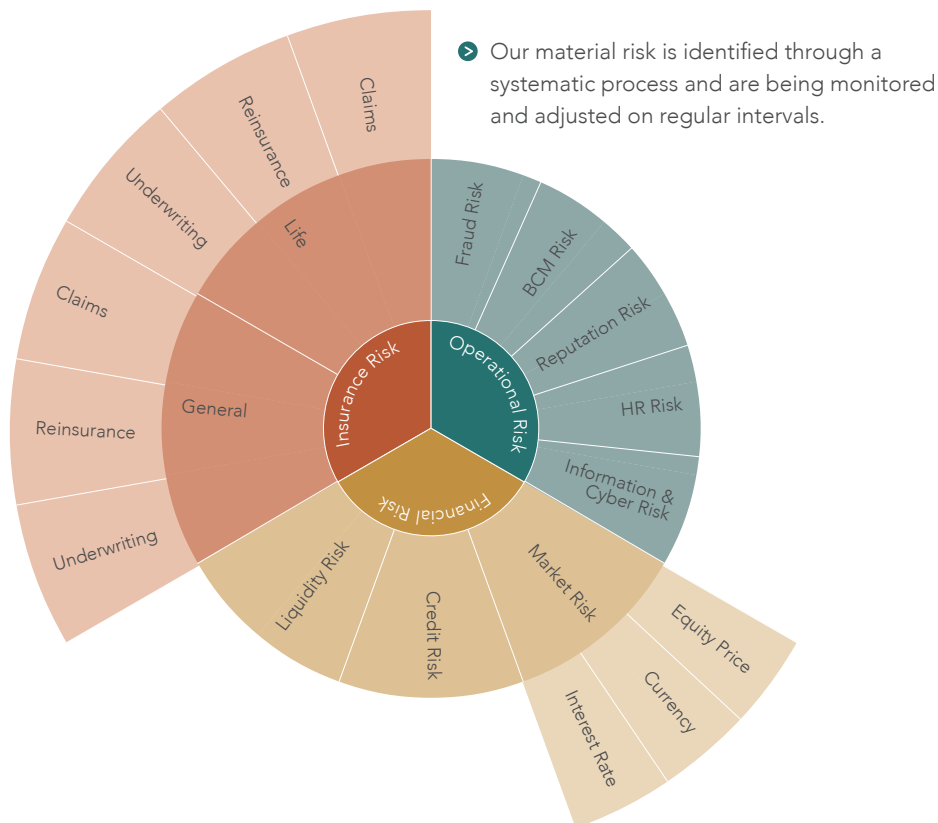 Our material risk is identified through a
systematic process and are being monitored
and adjusted on regular intervals.
Claims
Reinsurance
Underwriting
Claims
Reinsurance
Underwriting
Life
General
Insurance Risk
Operational Risk
Financial Risk
Fraud Risk
BCM Risk
Reputation Risk
HR Risk
Information &
Cyber Risk
Liquidity Risk
Credit Risk
Market Risk
Equity Price
Currency
Interest Rate